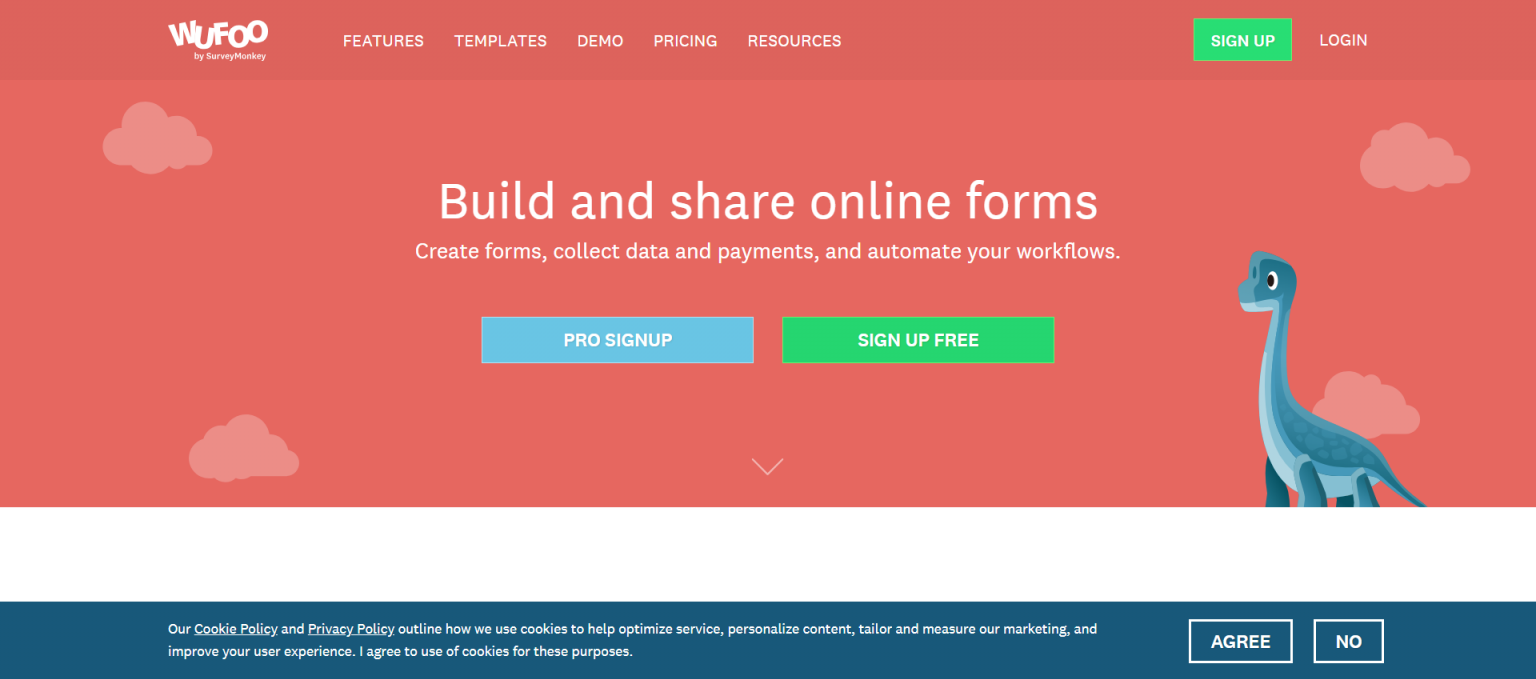 WUFOO
by SurveyMonkey
FEATURES
TEMPLATES
DEMO
PRICING
RESOURCES
SIGN UP
LOGIN
Build and share online forms
Create forms, collect data and payments, and automate your workflows.
PRO SIGNUP
SIGN UP FREE
Our Cookie Policy and Privacy Policy outline how we use cookies to help optimize service, personalize content, tailor and measure our marketing, and
improve your user experience. I agree to use of cookies for these purposes.
AGREE
NO